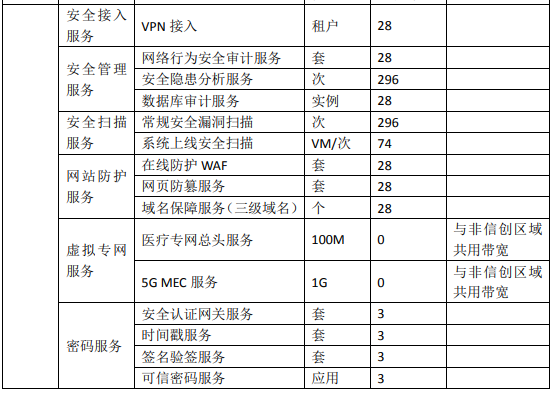 安全接入服务 VPN 接入 租户 28
安全管理服务 网络行为安全审计服务 套 28
安全隐患分析服务 次 296
数据库审计服务 实例 28
安全扫描服务 常规安全漏洞扫描 次 296
系统上线安全扫描 VM/次 74
网站防护服务 在线防护 WAF 套 28
网页防篡服务 套 28
域名保障服务（三级域名） 个 28
虚拟专网服务 医疗专网总头服务 100M 0 与非信创区域共用带宽
5G MEC 服务 1G 0 与非信创区域共用带宽
密码服务 安全认证网关服务 套 3
时间戳服务 套 3
签名验签服务 套 3
可信密码服务 应用 3